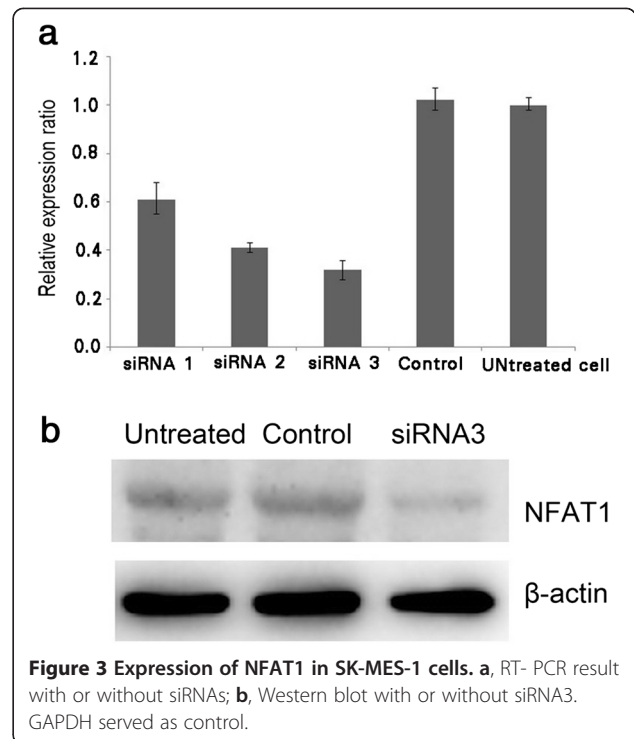 a
Relative expression ratio
1.2
1.0
0.8
0.6
0.4
0.2
0.0
siRNA 1 siRNA 2 siRNA 3 Control UNtreated cell
b
Untreated Control siRNA3
NFAT1
β-actin
Figure 3 Expression of NFAT1 in SK-MES-1 cells. a, RT- PCR result
with or without siRNAs; b, Western blot with or without siRNA3.
GAPDH served as control.